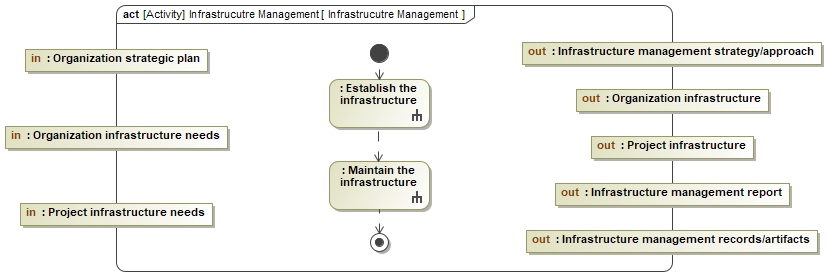 act [Activity] Infrastrucutre Management [ Infrastrucutre Management ]
in : Organization strategic plan
in : Organization infrastructure needs
in : Project infrastructure needs
: Establish the
infrastructure
: Maintain the
infrastructure
out : Infrastructure management strategy/approach
out : Organization infrastructure
out : Project infrastructure
out : Infrastructure management report
out : Infrastructure management records/artifacts